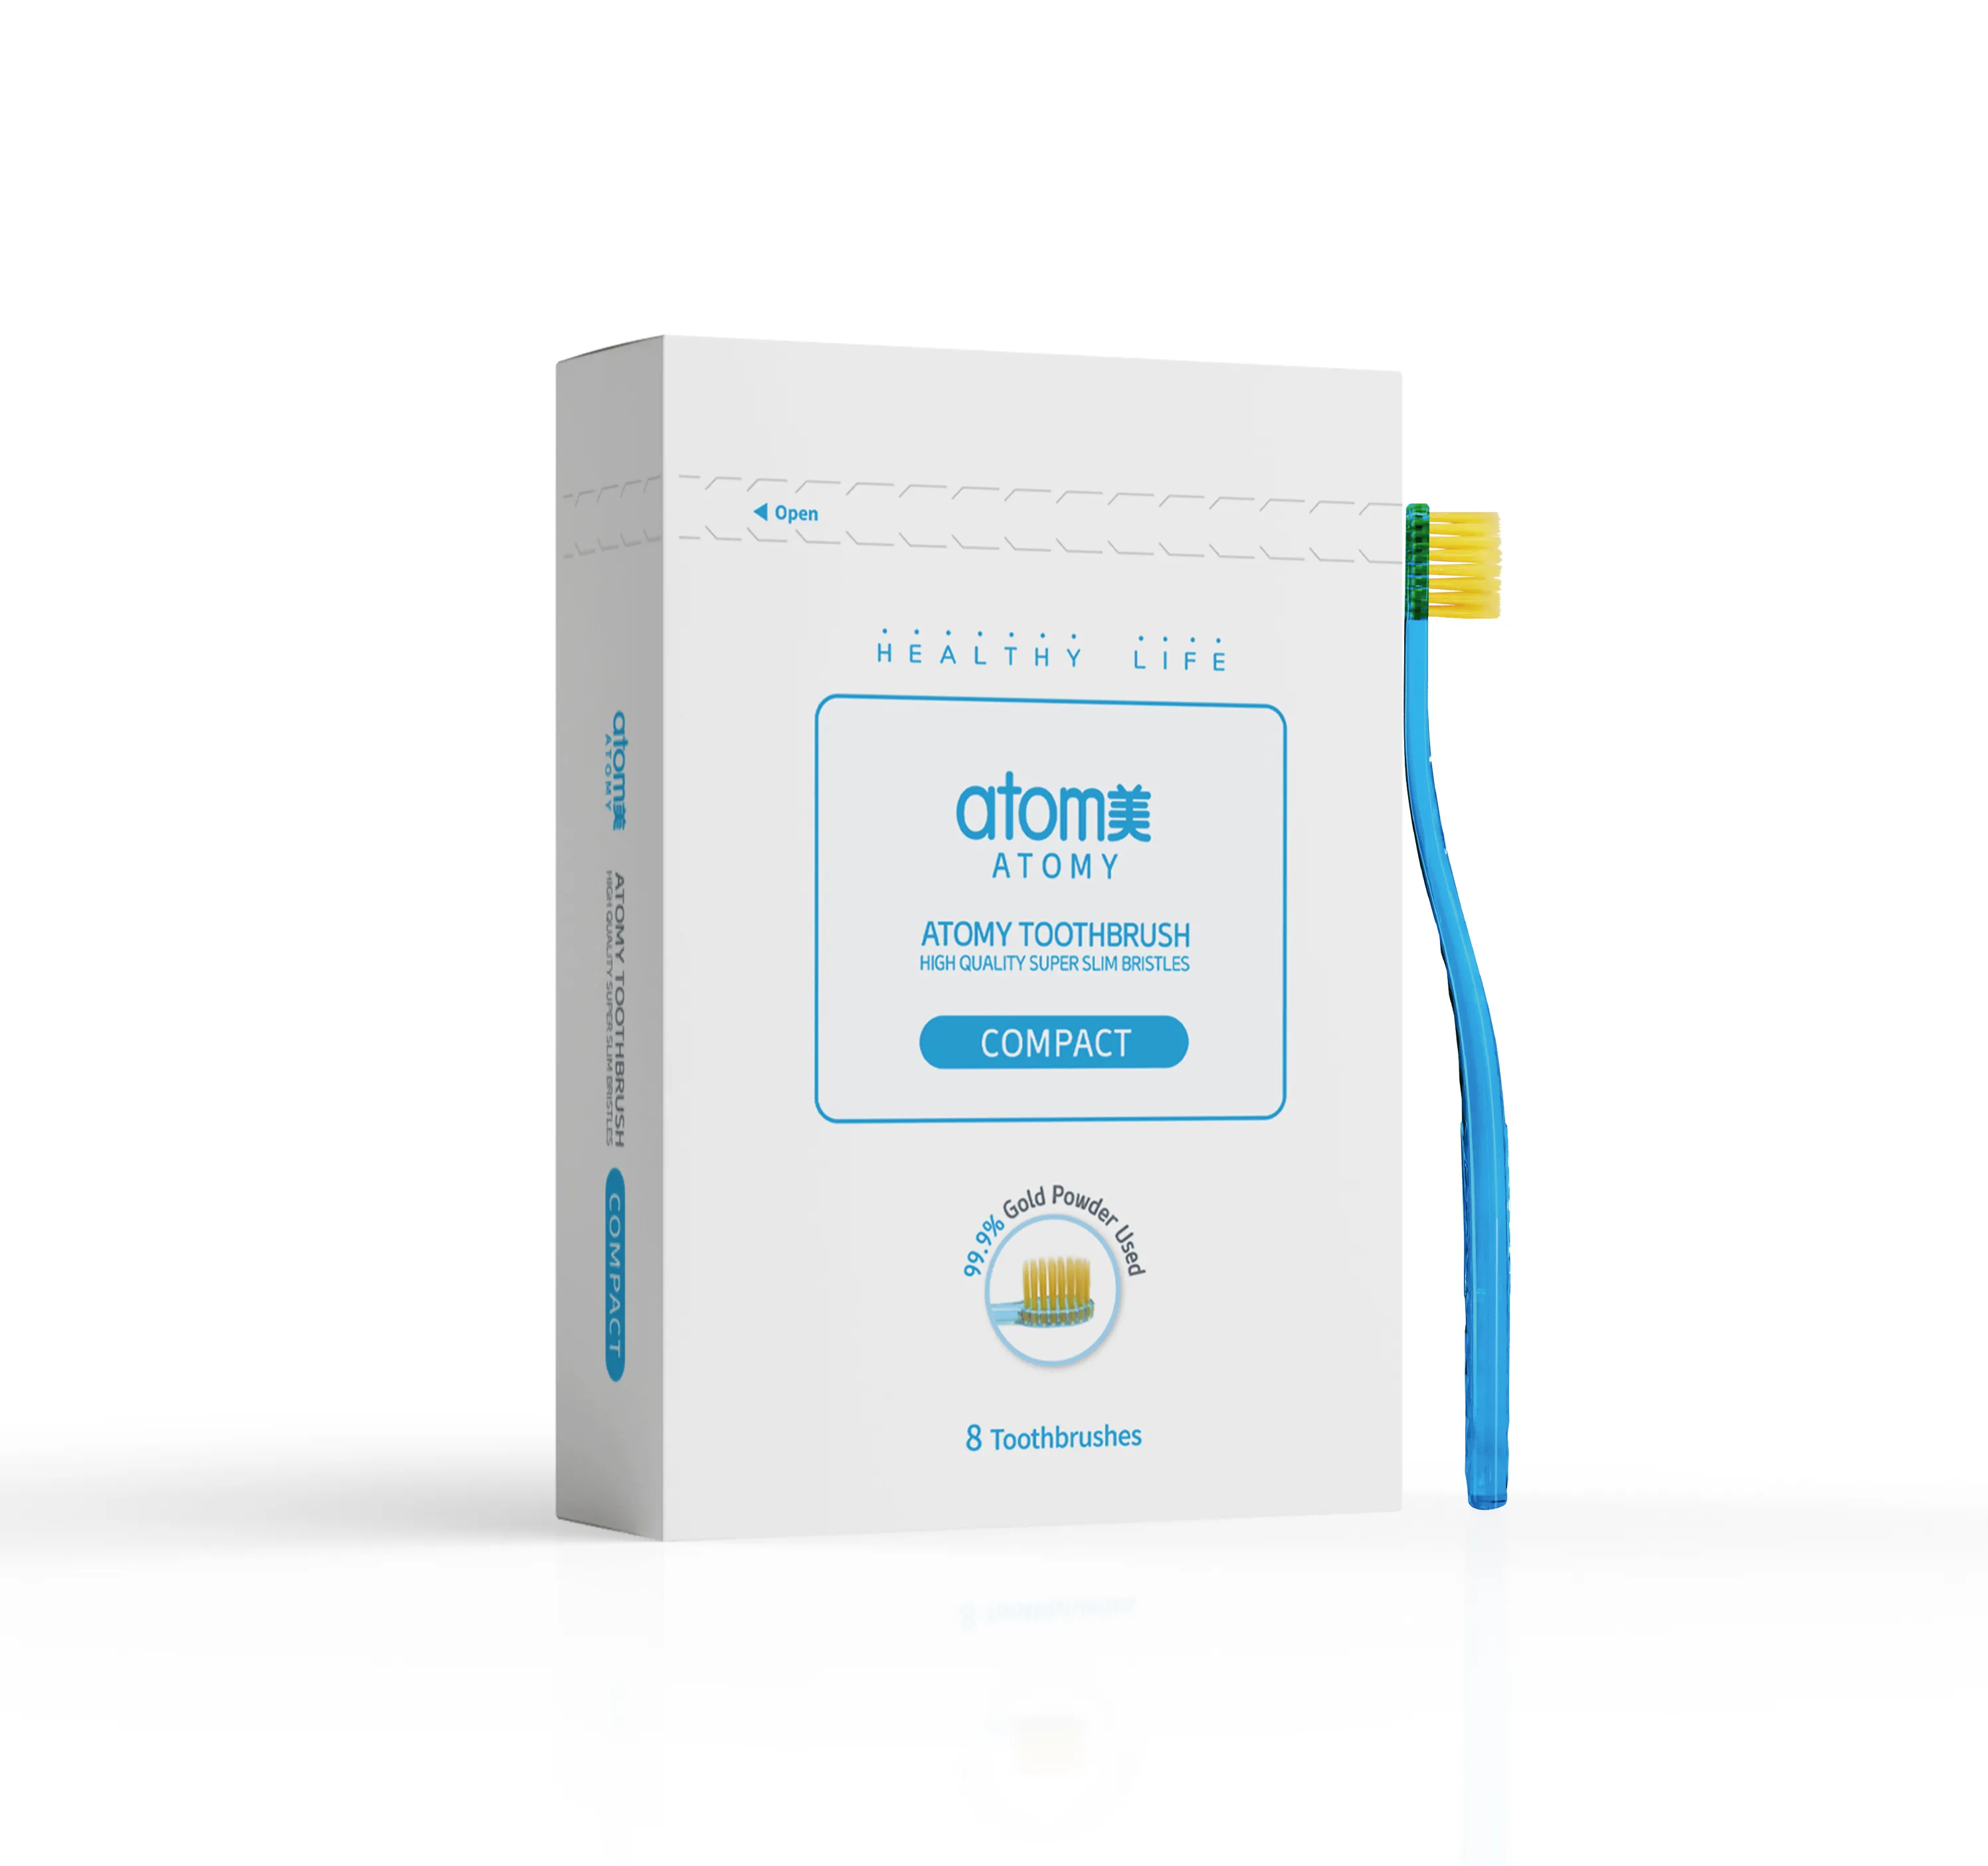 Open
HEALTHY LIFE
atom美
ATOMY
ATOMY TOOTHBRUSH
HIGH QUALITY SUPER SLIM BRISTLES
COMPACT
99.9% Gold Powder Used
8 Toothbrushes
atom美
ATOMY
ATOMY TOOTHBRUSH
HIGH QUALITY SUPER SLIM BRISTLES
COMPACT